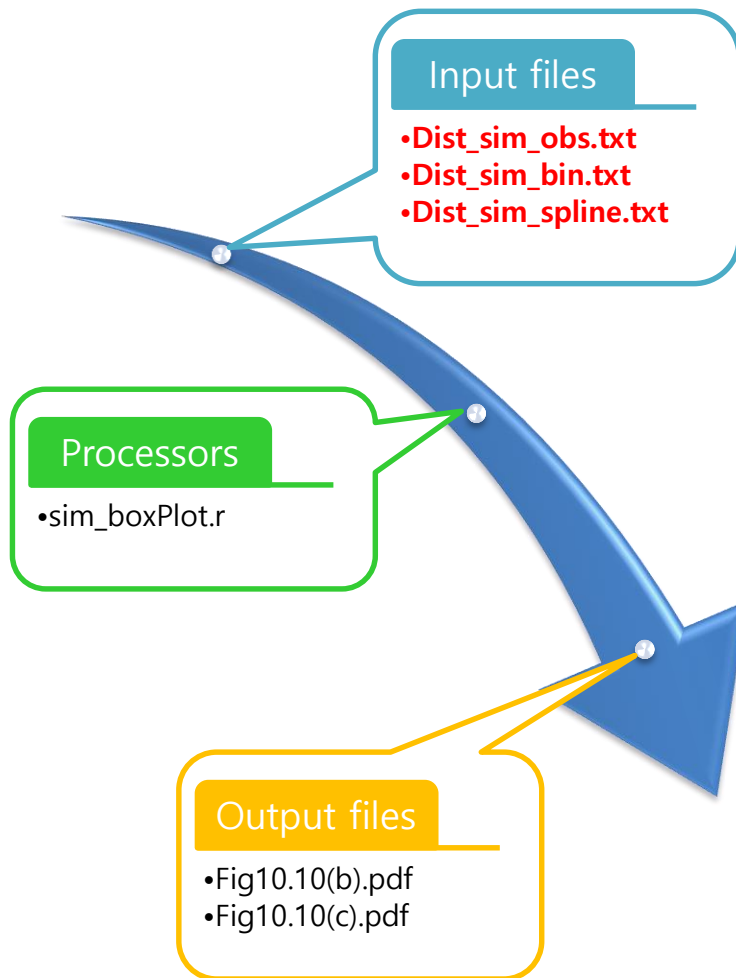 Input files
•Dist_sim_obs.txt
•Dist_sim_bin.txt
•Dist_sim_spline.txt
Processors
•sim_boxPlot.r
Output files
•Fig10.10(b).pdf
•Fig10.10(c).pdf